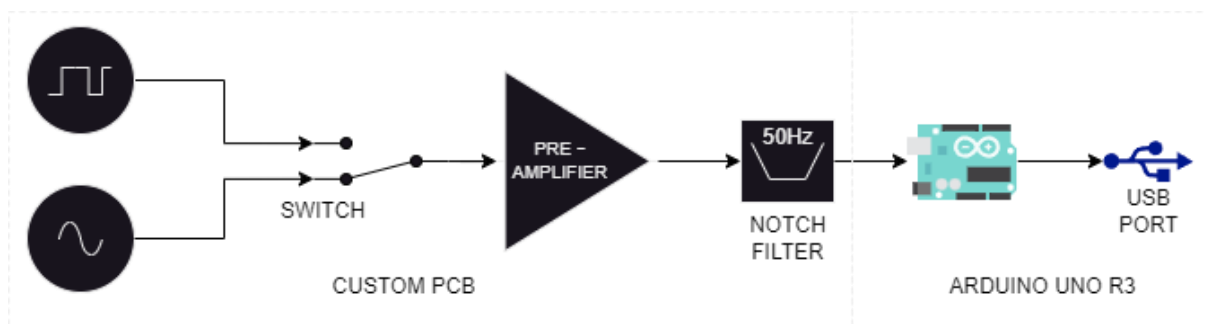 SWITCH
PRE -
AMPLIFIER
50Hz
NOTCH
FILTER
USB
PORT
CUSTOM PCB
ARDUINO UNO R3